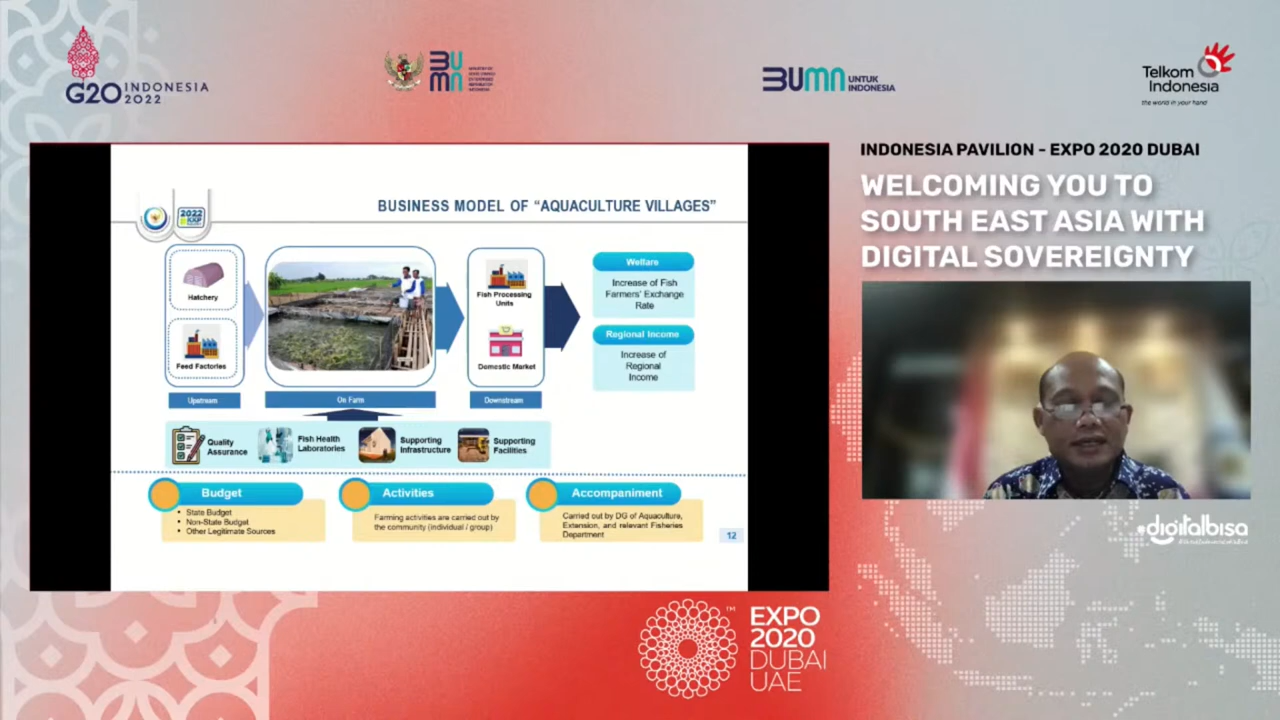 G20 INDONESIA
2022
BUMN
BUMN UNTUK
INDONESIA
Telkom
Indonesia
the world in your hand
INDONESIA PAVILION - EXPO 2020 DUBAI
WELCOMING YOU TO
SOUTH EAST ASIA WITH
DIGITAL SOVEREIGNTY
2022
KKP
BUSINESS MODEL OF “AQUACULTURE VILLAGES”
Hatchery
Feed Factories
Fish Processing
Units
Domestic Market
Welfare
Increase of Fish
Farmers’ Exchange
Rate
Regional Income
Increase of
Regional
Income
Upstream
On Farm
Downstream
Quality
Assurance
Fish Health
Laboratories
Supporting
Infrastructure
Supporting
Facilities
Budget
• State Budget
• Non-State Budget
• Other Legitimate Sources
Activities
Farming activities are carried out by
the community (individual / group)
Accompaniment
Carried out by DG of Aquaculture,
Extension, and relevant Fisheries
Department
12
digitalbisa
EXPO
2020
DUBAI
UAE
TM